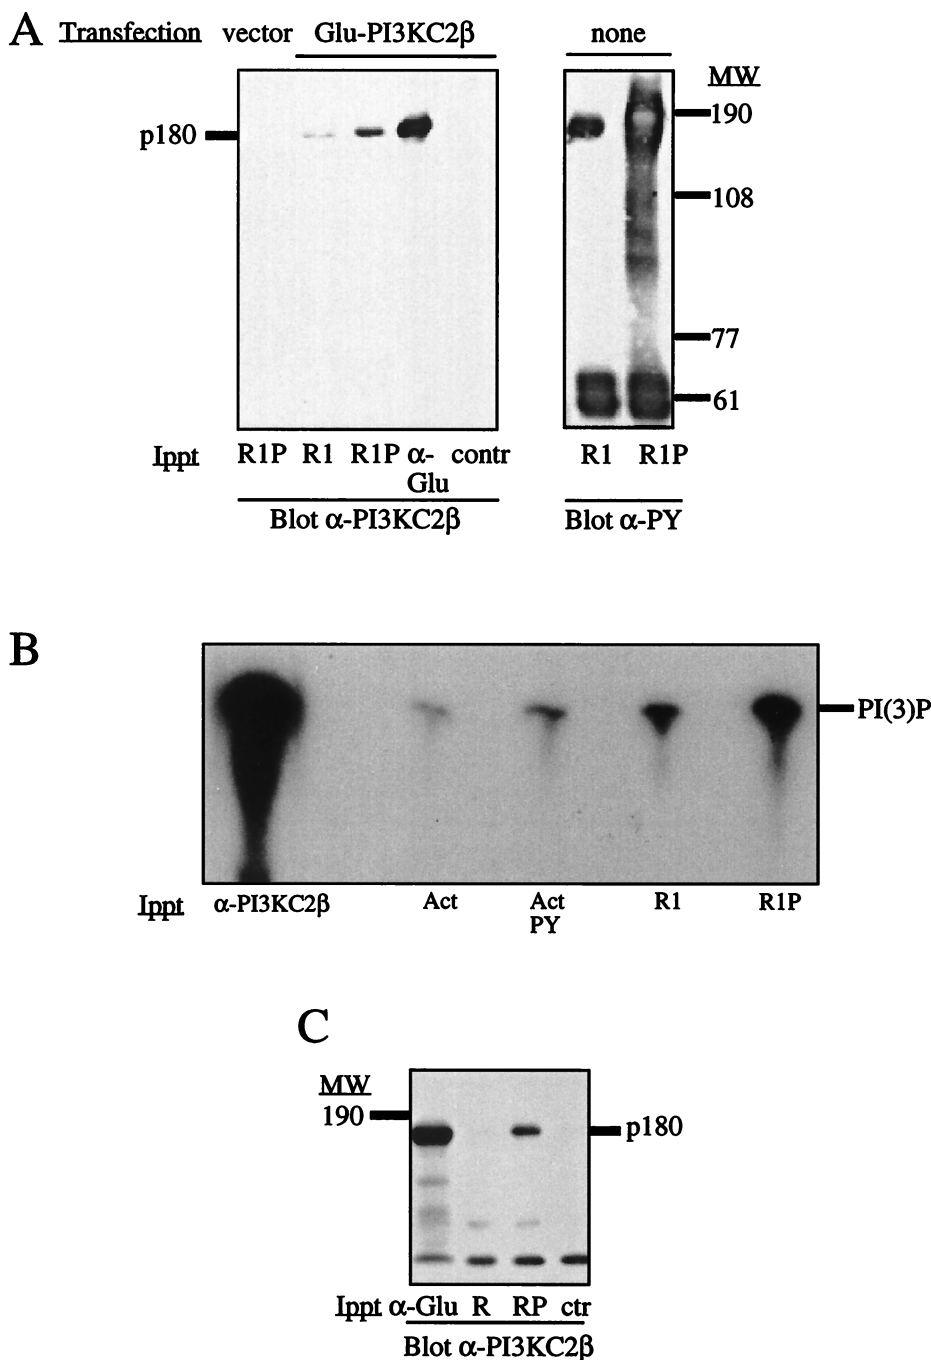 A
Transfection vector Glu-PI3KC2β none
MW
p180
190
108
77
61
Ippt R1P R1 R1P α- contr R1 R1P
Glu
Blot α-PI3KC2β Blot α-PY
B
PI(3)P
Ippt α-PI3KC2β Act Act R1 R1P
PY
C
MW
190
p180
Ippt α-Glu R RP ctr
Blot α-PI3KC2β